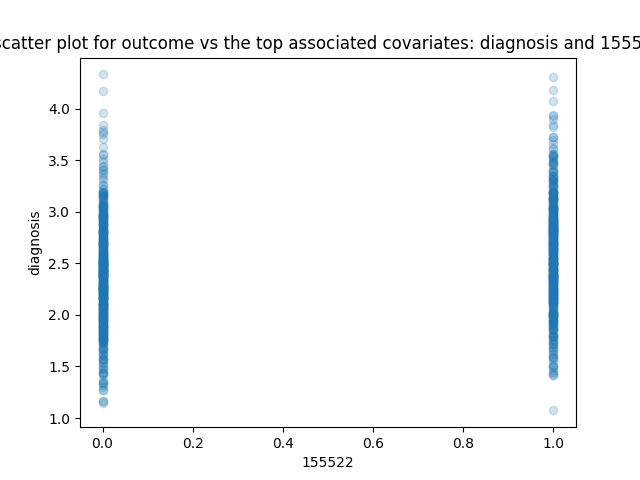 scatter plot for outcome vs the top associated covariates: diagnosis and 1555
4.0
3.5
3.0
2.5
2.0
1.5
1.0
diagnosis
0.0 0.2 0.4 0.6 0.8 1.0
155522